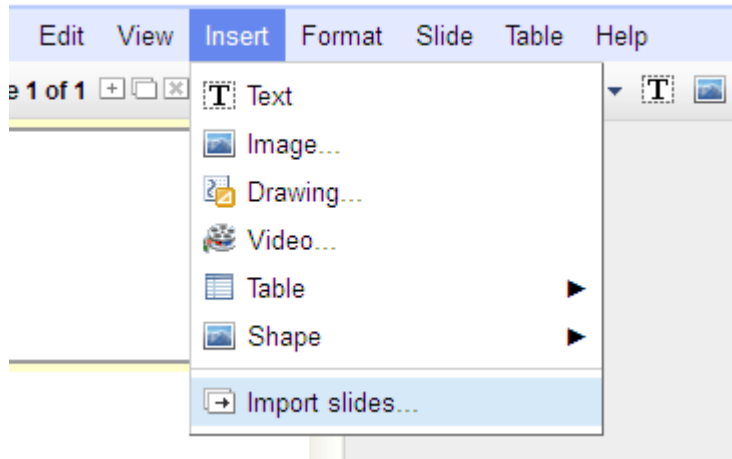 Edit View Insert Format Slide Table Help
e 1 of 1 T
T Text
Image...
Drawing...
Video...
Table
Shape
Import slides...